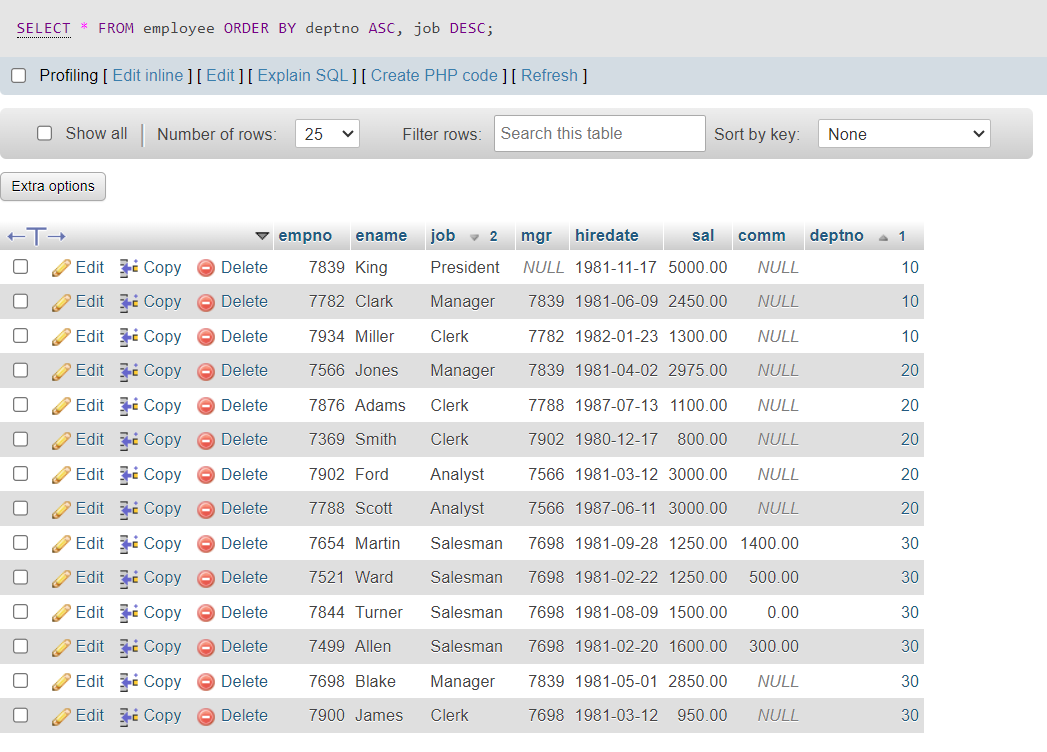 SELECT * FROM employee ORDER BY deptno ASC, job DESC;
Profiling [ Edit inline ] [ Edit ] [ Explain SQL ] [ Create PHP code ] [ Refresh ]
Show all Number of rows: 25 Filter rows: Search this table Sort by key: None
Extra options
empno ename job 2 mgr hiredate sal comm deptno 1
Edit Copy Delete 7839 King President NULL 1981-11-17 5000.00 NULL 10
Edit Copy Delete 7782 Clark Manager 7839 1981-06-09 2450.00 NULL 10
Edit Copy Delete 7934 Miller Clerk 7782 1982-01-23 1300.00 NULL 10
Edit Copy Delete 7566 Jones Manager 7839 1981-04-02 2975.00 NULL 20
Edit Copy Delete 7876 Adams Clerk 7788 1987-07-13 1100.00 NULL 20
Edit Copy Delete 7369 Smith Clerk 7902 1980-12-17 800.00 NULL 20
Edit Copy Delete 7902 Ford Analyst 7566 1981-03-12 3000.00 NULL 20
Edit Copy Delete 7788 Scott Analyst 7566 1987-06-11 3000.00 NULL 20
Edit Copy Delete 7654 Martin Salesman 7698 1981-09-28 1250.00 1400.00 30
Edit Copy Delete 7521 Ward Salesman 7698 1981-02-22 1250.00 500.00 30
Edit Copy Delete 7844 Turner Salesman 7698 1981-08-09 1500.00 0.00 30
Edit Copy Delete 7499 Allen Salesman 7698 1981-02-20 1600.00 300.00 30
Edit Copy Delete 7698 Blake Manager 7839 1981-05-01 2850.00 NULL 30
Edit Copy Delete 7900 James Clerk 7698 1981-03-12 950.00 NULL 30